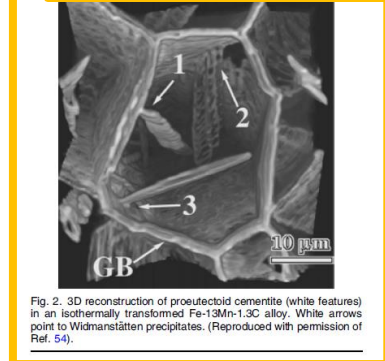 1
2
3
10 μm
GB
Fig. 2. 3D reconstruction of proeutectoid cementite (white features)
in an isothermally transformed Fe-13Mn-1.3C alloy. White arrows
point to Widmanstätten precipitates. (Reproduced with permission of
Ref. 54).